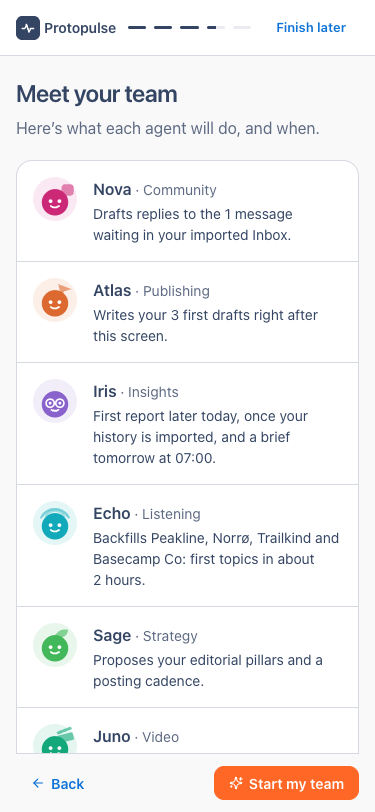 Protopulse
Finish later
Meet your team
Here's what each agent will do, and when.
Nova · Community
Drafts replies to the 1 message
waiting in your imported Inbox.
Atlas · Publishing
Writes your 3 first drafts right after
this screen.
Iris · Insights
First report later today, once your
history is imported, and a brief
tomorrow at 07:00.
Echo · Listening
Backfills Peakline, Norrø, Trailkind and
Basecamp Co: first topics in about
2 hours.
Sage · Strategy
Proposes your editorial pillars and a
posting cadence.
Juno · Video
Back
Start my team